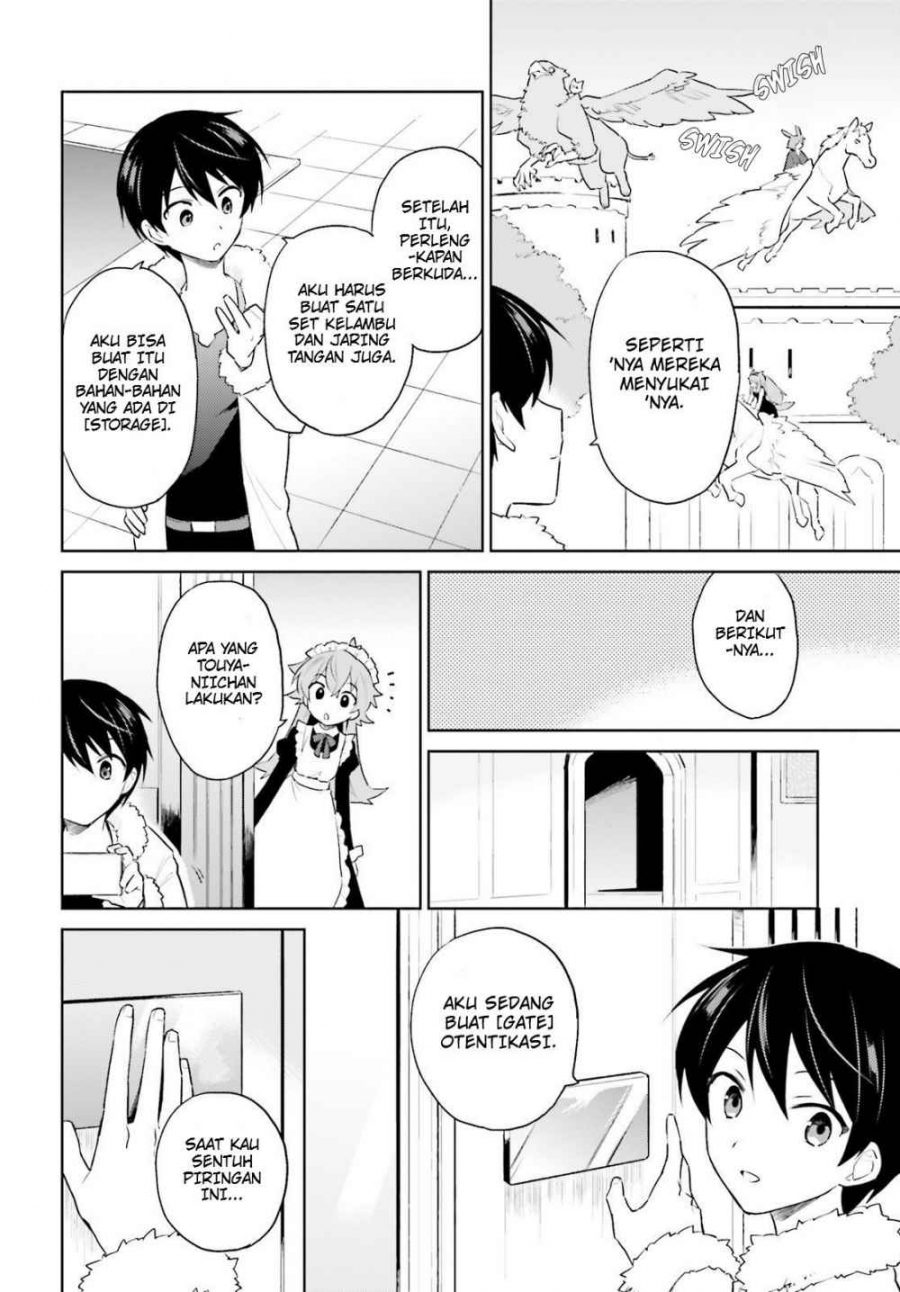 SWISH
SWISH
SEPERTI
'NYA MEREKA
MENYUKAI
'NYA.
SETELAH
ITU,
PERLENG
-KAPAN
BERKUDA...
AKU HARUS
BUAT SATU
SET KELAMBU
DAN JARING
TANGAN JUGA.
AKU BISA
BUAT ITU
DENGAN
BAHAN-BAHAN
YANG ADA DI
[STORAGE].
DAN
BERIKUT
-NYA...
APA YANG
TOUYA-
NIICHAN
LAKUKAN?
AKU SEDANG
BUAT [GATE]
OTENTIKASI.
SAAT KAU
SENTUH
PIRINGAN
INI...